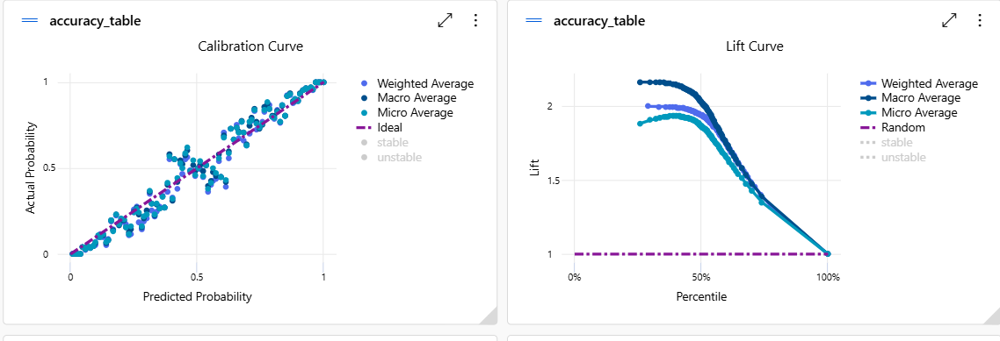 accuracy_table
Calibration Curve
1
0.5
0
Actual Probability
0
0.5
1
Predicted Probability
Weighted Average
Macro Average
Micro Average
Ideal
stable
unstable
accuracy_table
Lift Curve
2
1.5
1
Lift
0%
50%
100%
Percentile
Weighted Average
Macro Average
Micro Average
Random
stable
unstable